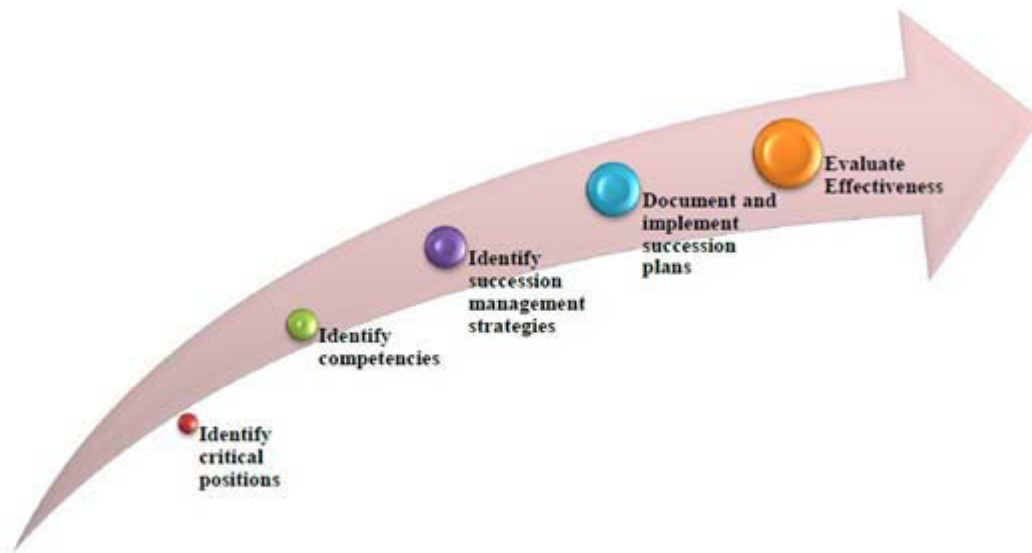 Identify
critical
positions
Identify
competencies
Identify
succession
management
strategies
Document and
implement
succession
plans
Evaluate
Effectiveness